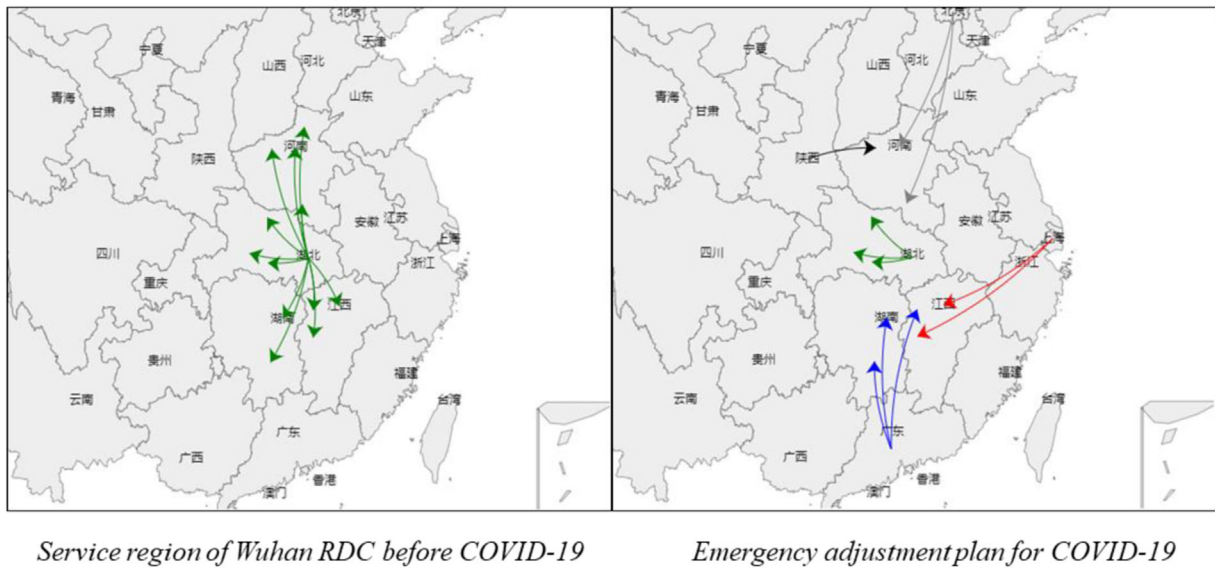 北京
天津
宁夏
河北
山西
青海
甘肃
山东
河南
陕西
安徽
江苏
上海
四川
湖北
浙江
重庆
江西
湖南
贵州
福建
云南
台湾
广东
广西
香港
澳门
北京
天津
宁夏
河北
山西
青海
甘肃
山东
河南
陕西
安徽
江苏
上海
四川
湖北
浙江
重庆
江西
湖南
贵州
福建
云南
台湾
广东
广西
香港
澳门
Service region of Wuhan RDC before COVID-19
Emergency adjustment plan for COVID-19